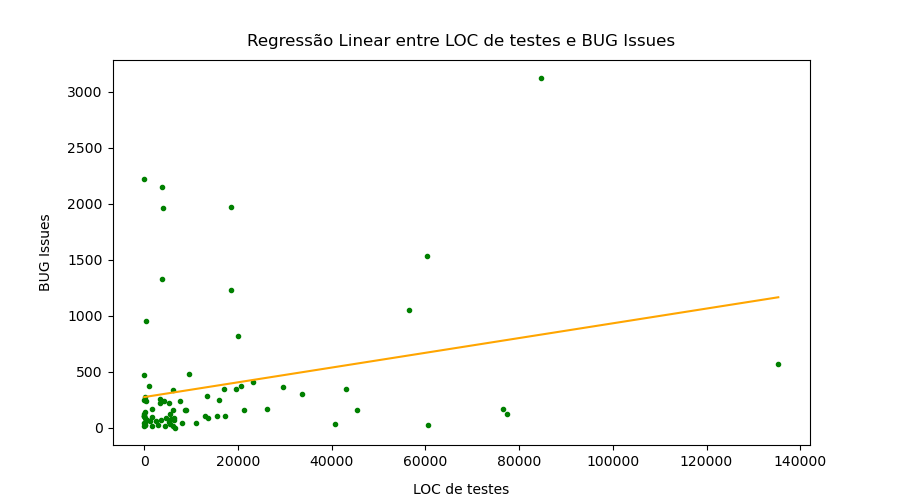 Regressão Linear entre LOC de testes e BUG Issues
3000
2500
2000
1500
1000
500
0
BUG Issues
0 20000 40000 60000 80000 100000 120000 140000
LOC de testes